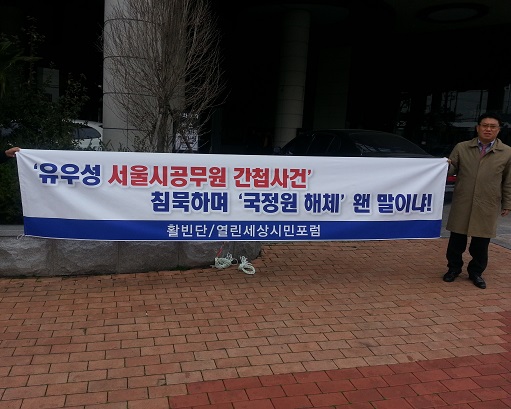 '유우성 서울시공무원 간첩사건'
침묵하며 '국정원 해체' 왠 말이냐!
활빈단/열린세상시민포럼